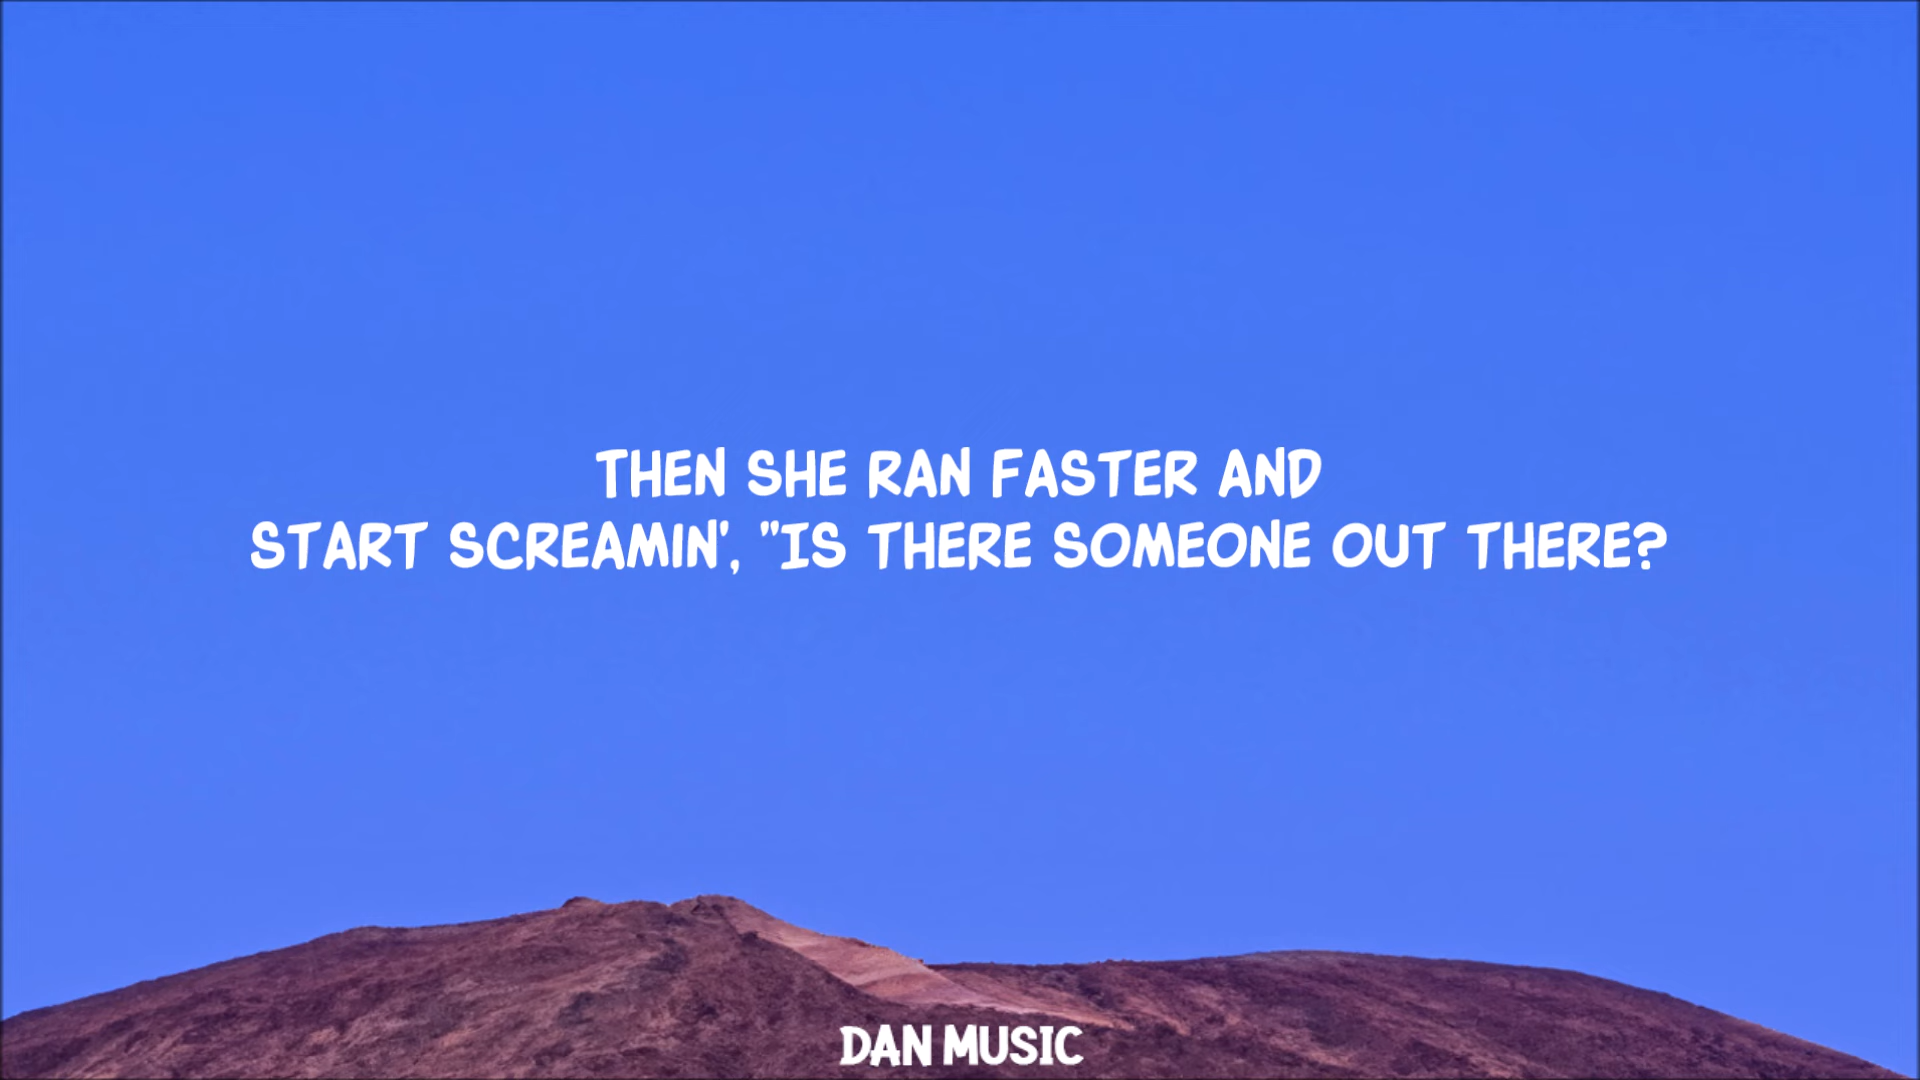 THEN SHE RAN FASTER AND
START SCREAMIN', "IS THERE SOMEONE OUT THERE?
DAN MUSIC